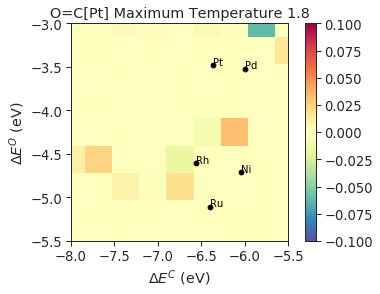 O=C[Pt] Maximum Temperature 1.8
−3.0
−3.5
−4.0
−4.5
−5.0
−5.5
ΔE^O (eV)
Pt
Pd
Rh
Ni
Ru
−8.0 −7.5 −7.0 −6.5 −6.0 −5.5
ΔE^C (eV)
0.100
0.075
0.050
0.025
0.000
−0.025
−0.050
−0.075
−0.100